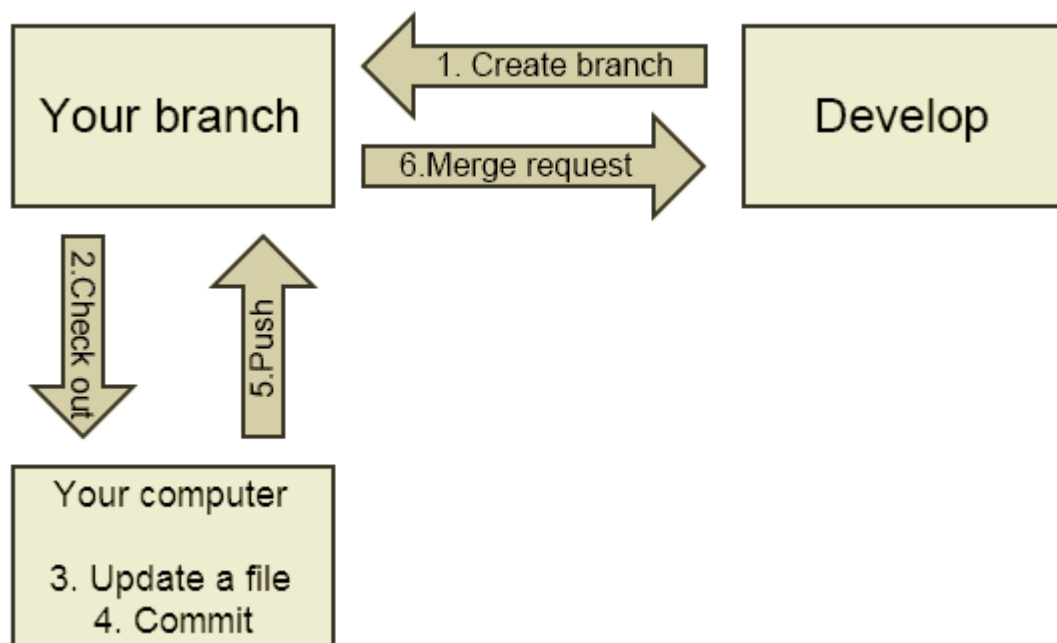 Your branch
1. Create branch
Develop
6.Merge request
2.Check out
5.Push
Your computer
3. Update a file
4. Commit